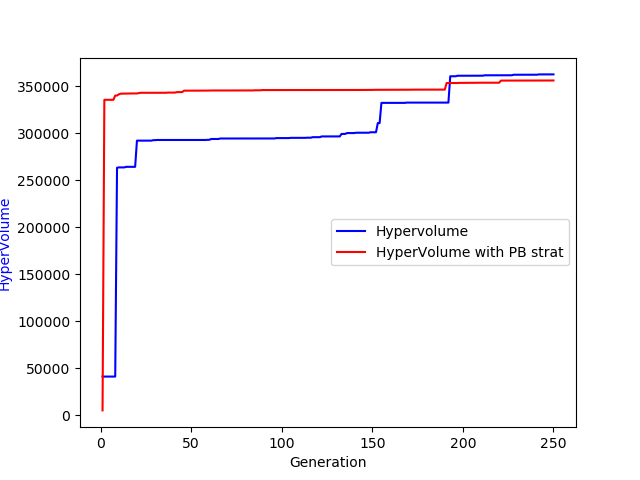 350000
300000
250000
200000
150000
100000
50000
0
HyperVolume
Hypervolume
HyperVolume with PB strat
0 50 100 150 200 250
Generation